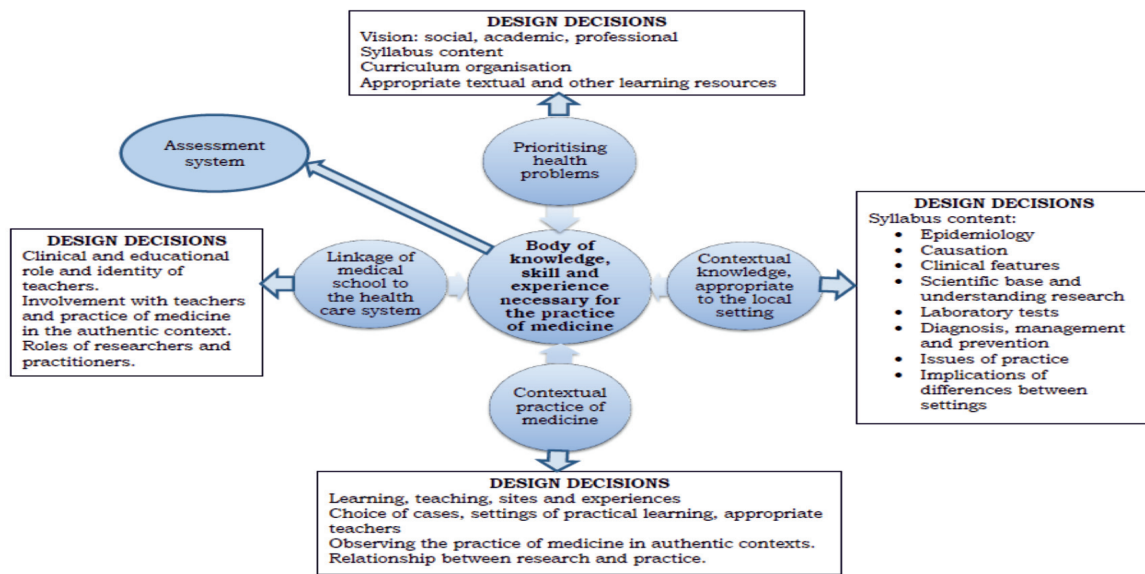 DESIGN DECISIONS
Vision: social, academic, professional
Syllabus content
Curriculum organisation
Appropriate textual and other learning resources
Assessment
system
Prioritising
health
problems
DESIGN DECISIONS
Clinical and educational
role and identity of
teachers.
Involvement with teachers
and practice of medicine
in the authentic context.
Roles of researchers and
practitioners.
Linkage of
medical
school to
the health
care system
Body of
knowledge,
skill and
experience
necessary for
the practice
of medicine
Contextual
knowledge,
appropriate
to the local
setting
DESIGN DECISIONS
Syllabus content:
• Epidemiology
• Causation
• Clinical features
• Scientific base and
understanding research
• Laboratory tests
• Diagnosis, management
and prevention
• Issues of practice
• Implications of
differences between
settings
Contextual
practice of
medicine
DESIGN DECISIONS
Learning, teaching, sites and experiences
Choice of cases, settings of practical learning, appropriate
teachers
Observing the practice of medicine in authentic contexts.
Relationship between research and practice.